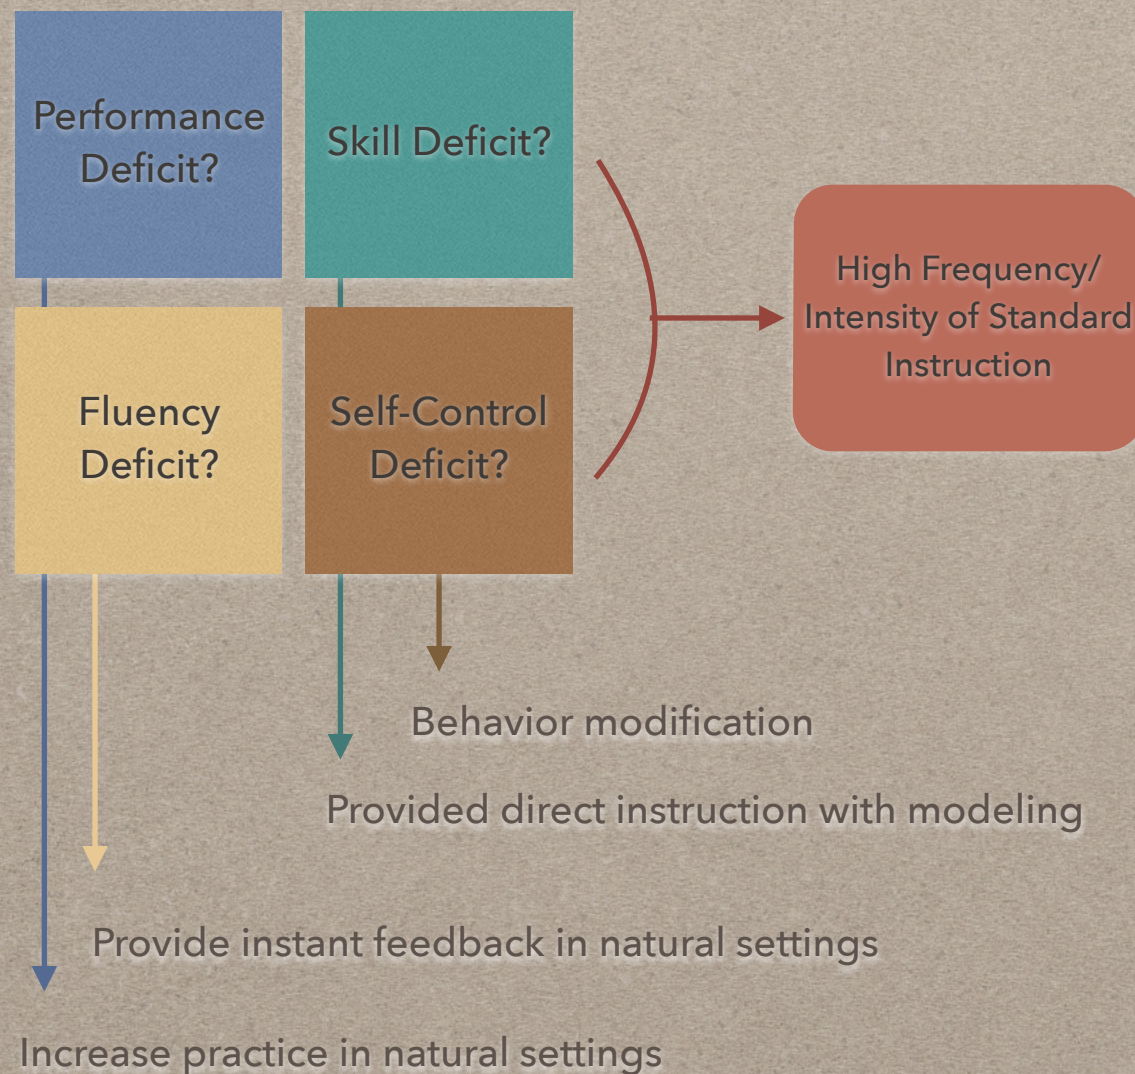 Performance
Deficit?
Skill Deficit?
High Frequency/
Intensity of Standard
Instruction
Fluency
Deficit?
Self-Control
Deficit?
Behavior modification
Provided direct instruction with modeling
Provide instant feedback in natural settings
Increase practice in natural settings